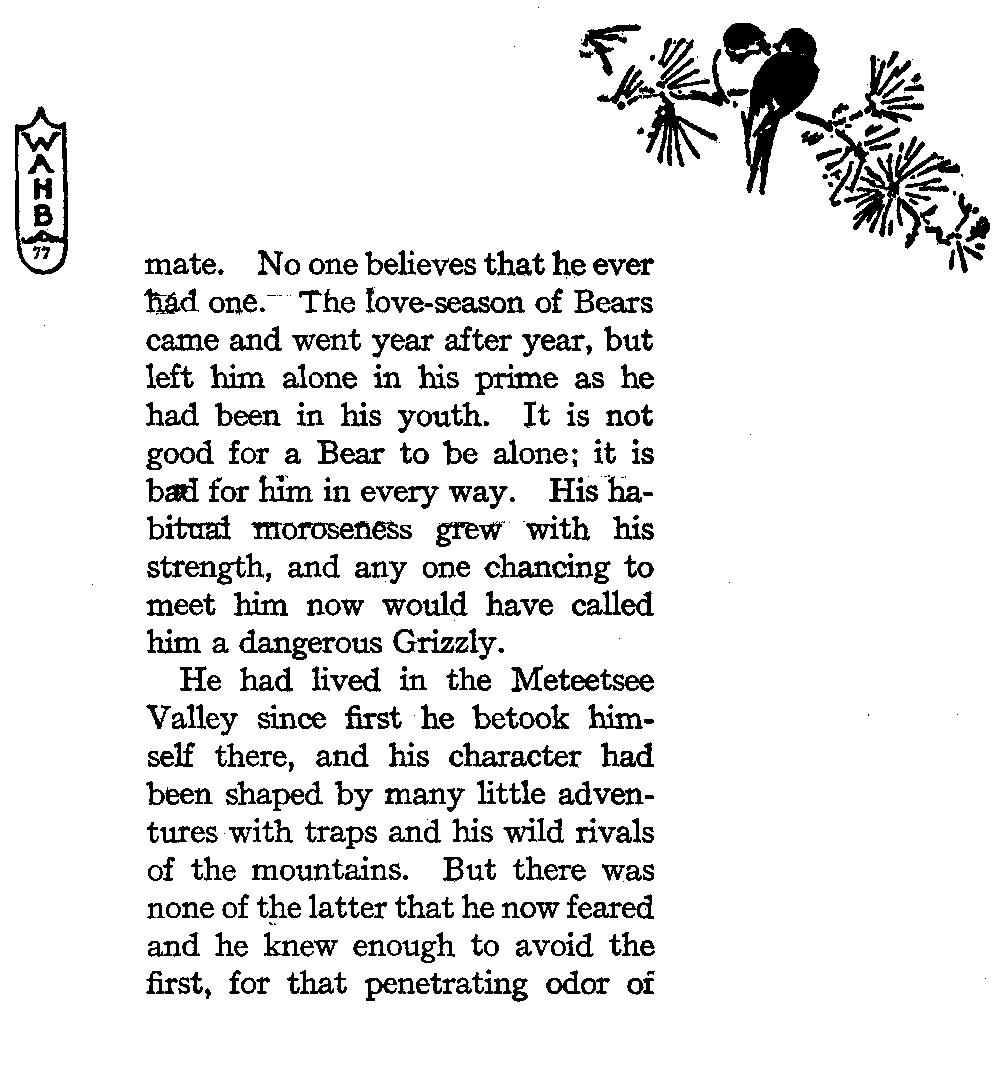 WAHB
77
mate. No one believes that he ever
had one. The love-season of Bears
came and went year after year, but
left him alone in his prime as he
had been in his youth. It is not
good for a Bear to be alone; it is
bad for him in every way. His ha-
bitual moroseness grew with his
strength, and any one chancing to
meet him now would have called
him a dangerous Grizzly.
He had lived in the Meteetsee
Valley since first he betook him-
self there, and his character had
been shaped by many little adven-
tures with traps and his wild rivals
of the mountains. But there was
none of the latter that he now feared
and he knew enough to avoid the
first, for that penetrating odor of